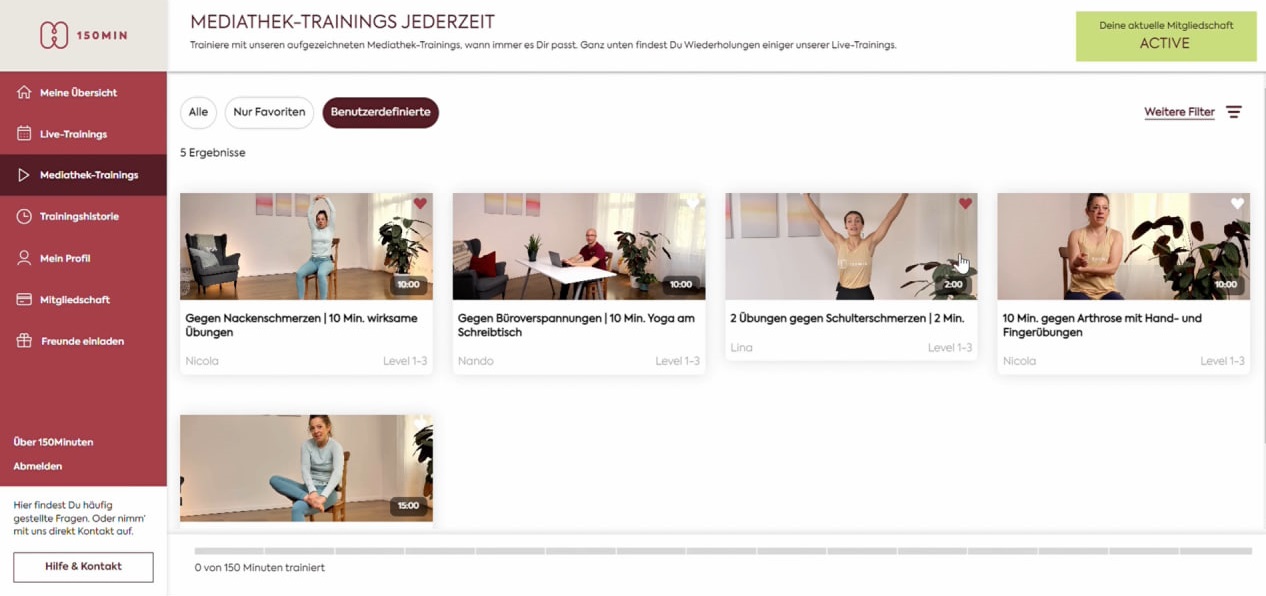 150MIN
MEDIATHEK-TRAININGS JEDERZEIT
Trainiere mit unseren aufgezeichneten Mediathek-Trainings, wann immer es Dir passt. Ganz unten findest Du Wiederholungen einiger unserer Live-Trainings.
Deine aktuelle Mitgliedschaft
ACTIVE
Meine Übersicht
Live-Trainings
Mediathek-Trainings
Trainingshistorie
Mein Profil
Mitgliedschaft
Freunde einladen
Über 150Minuten
Abmelden
Hier findest Du häufig
gestellte Fragen. Oder nimm'
mit uns direkt Kontakt auf.
Hilfe & Kontakt
Alle
Nur Favoriten
Benutzerdefinierte
Weitere Filter
5 Ergebnisse
10:00
Gegen Nackenschmerzen | 10 Min. wirksame
Übungen
Nicola
Level 1-3
10:00
Gegen Büroverspannungen | 10 Min. Yoga am
Schreibtisch
Nando
Level 1-3
2:00
2 Übungen gegen Schulterschmerzen | 2 Min.
Lina
Level 1-3
10:00
10 Min. gegen Arthrose mit Hand- und
Fingerübungen
Nicola
Level 1-3
15:00
0 von 150 Minuten trainiert